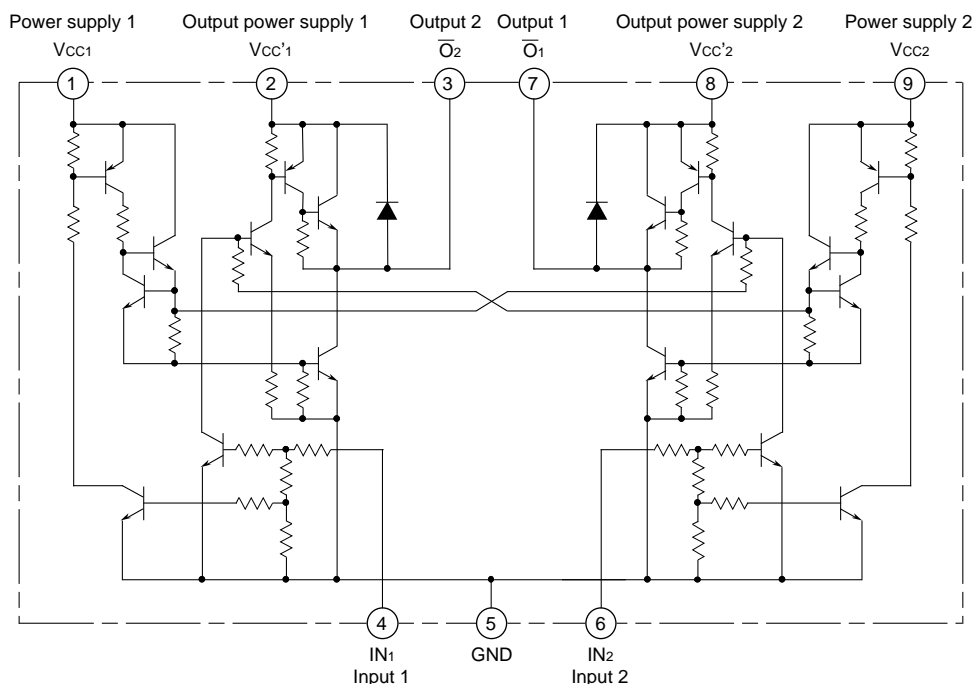 Power supply 1
Output power supply 1
Output 2
Output 1
Output power supply 2
Power supply 2
VCC1
VCC'1
O̅2
O̅1
VCC'2
VCC2
1
2
3
7
8
9
4
5
6
IN1
GND
IN2
Input 1
Input 2